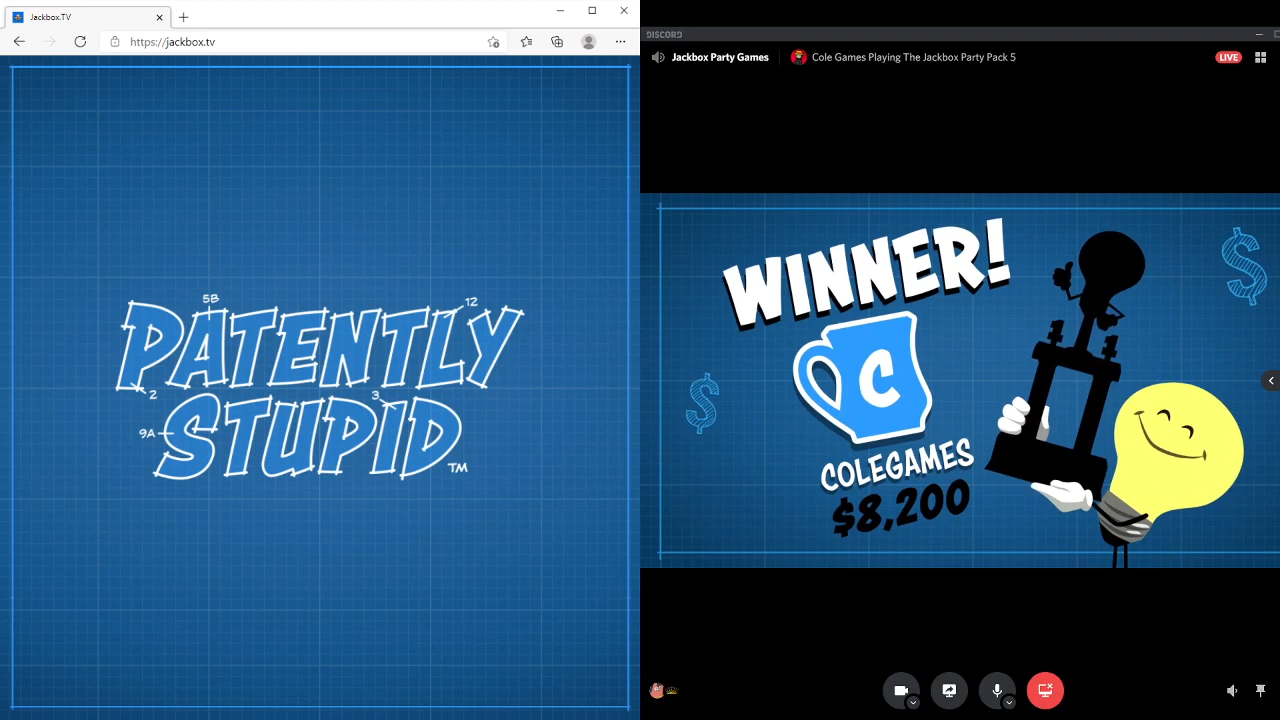 Jackbox.TV
https://jackbox.tv
5B
12
PATENTLY
2
3
9A
STUPID
TM
DISCORD
Jackbox Party Games
Cole Games Playing The Jackbox Party Pack 5
LIVE
WINNER!
$
C
$
COLEGAMES
$8,200